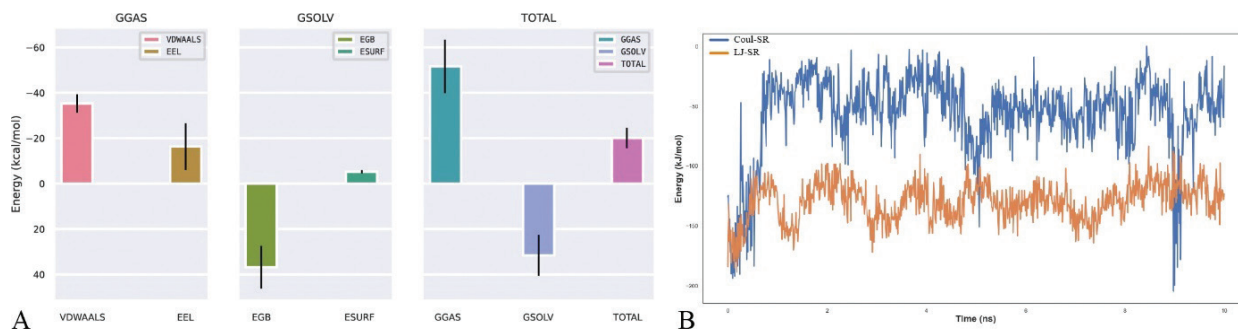 GGAS
GSOLV
TOTAL
VDWAALS
EEL
EGB
ESURF
GGAS
GSOLV
TOTAL
Energy (kcal/mol)
−60
−40
−20
0
20
40
VDWAALS
EEL
EGB
ESURF
GGAS
GSOLV
TOTAL
A
Coul-SR
LJ-SR
Energy (kJ/mol)
0
-50
-100
-150
-200
0
2
4
6
8
10
Time (ns)
B